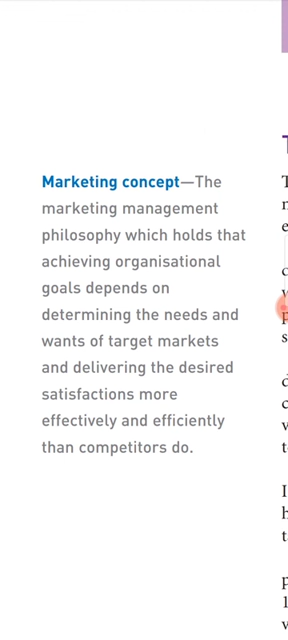 Marketing concept—The
marketing management
philosophy which holds that
achieving organisational
goals depends on
determining the needs and
wants of target markets
and delivering the desired
satisfactions more
effectively and efficiently
than competitors do.